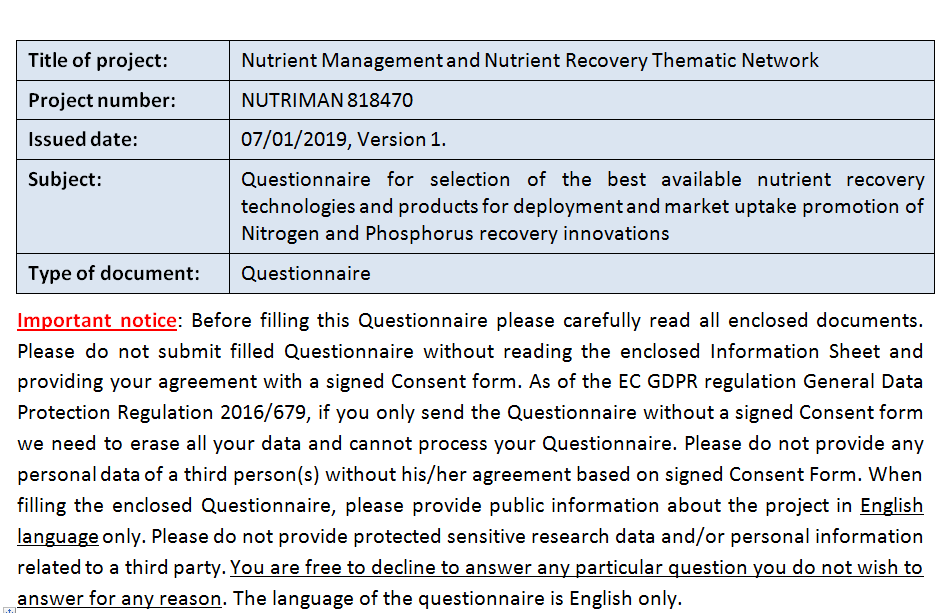 Title of project: Nutrient Management and Nutrient Recovery Thematic Network
Project number: NUTRIMAN 818470
Issued date: 07/01/2019, Version 1.
Subject: Questionnaire for selection of the best available nutrient recovery
technologies and products for deployment and market uptake promotion of
Nitrogen and Phosphorus recovery innovations
Type of document: Questionnaire
Important notice: Before filling this Questionnaire please carefully read all enclosed documents.
Please do not submit filled Questionnaire without reading the enclosed Information Sheet and
providing your agreement with a signed Consent form. As of the EC GDPR regulation General Data
Protection Regulation 2016/679, if you only send the Questionnaire without a signed Consent form
we need to erase all your data and cannot process your Questionnaire. Please do not provide any
personal data of a third person(s) without his/her agreement based on signed Consent Form. When
filling the enclosed Questionnaire, please provide public information about the project in English
language only. Please do not provide protected sensitive research data and/or personal information
related to a third party. You are free to decline to answer any particular question you do not wish to
answer for any reason. The language of the questionnaire is English only.